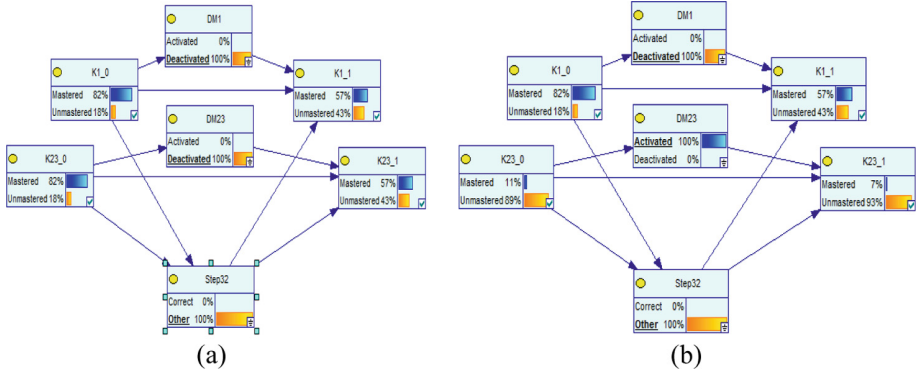 DM1
Activated 0%
Deactivated 100%
K1_0
Mastered 82%
Unmastered 18%
K1_1
Mastered 57%
Unmastered 43%
DM23
Activated 0%
Deactivated 100%
K23_0
Mastered 82%
Unmastered 18%
K23_1
Mastered 57%
Unmastered 43%
Step32
Correct 0%
Other 100%
(a)
DM1
Activated 0%
Deactivated 100%
K1_0
Mastered 82%
Unmastered 18%
K1_1
Mastered 57%
Unmastered 43%
DM23
Activated 100%
Deactivated 0%
K23_0
Mastered 11%
Unmastered 89%
K23_1
Mastered 7%
Unmastered 93%
Step32
Correct 0%
Other 100%
(b)